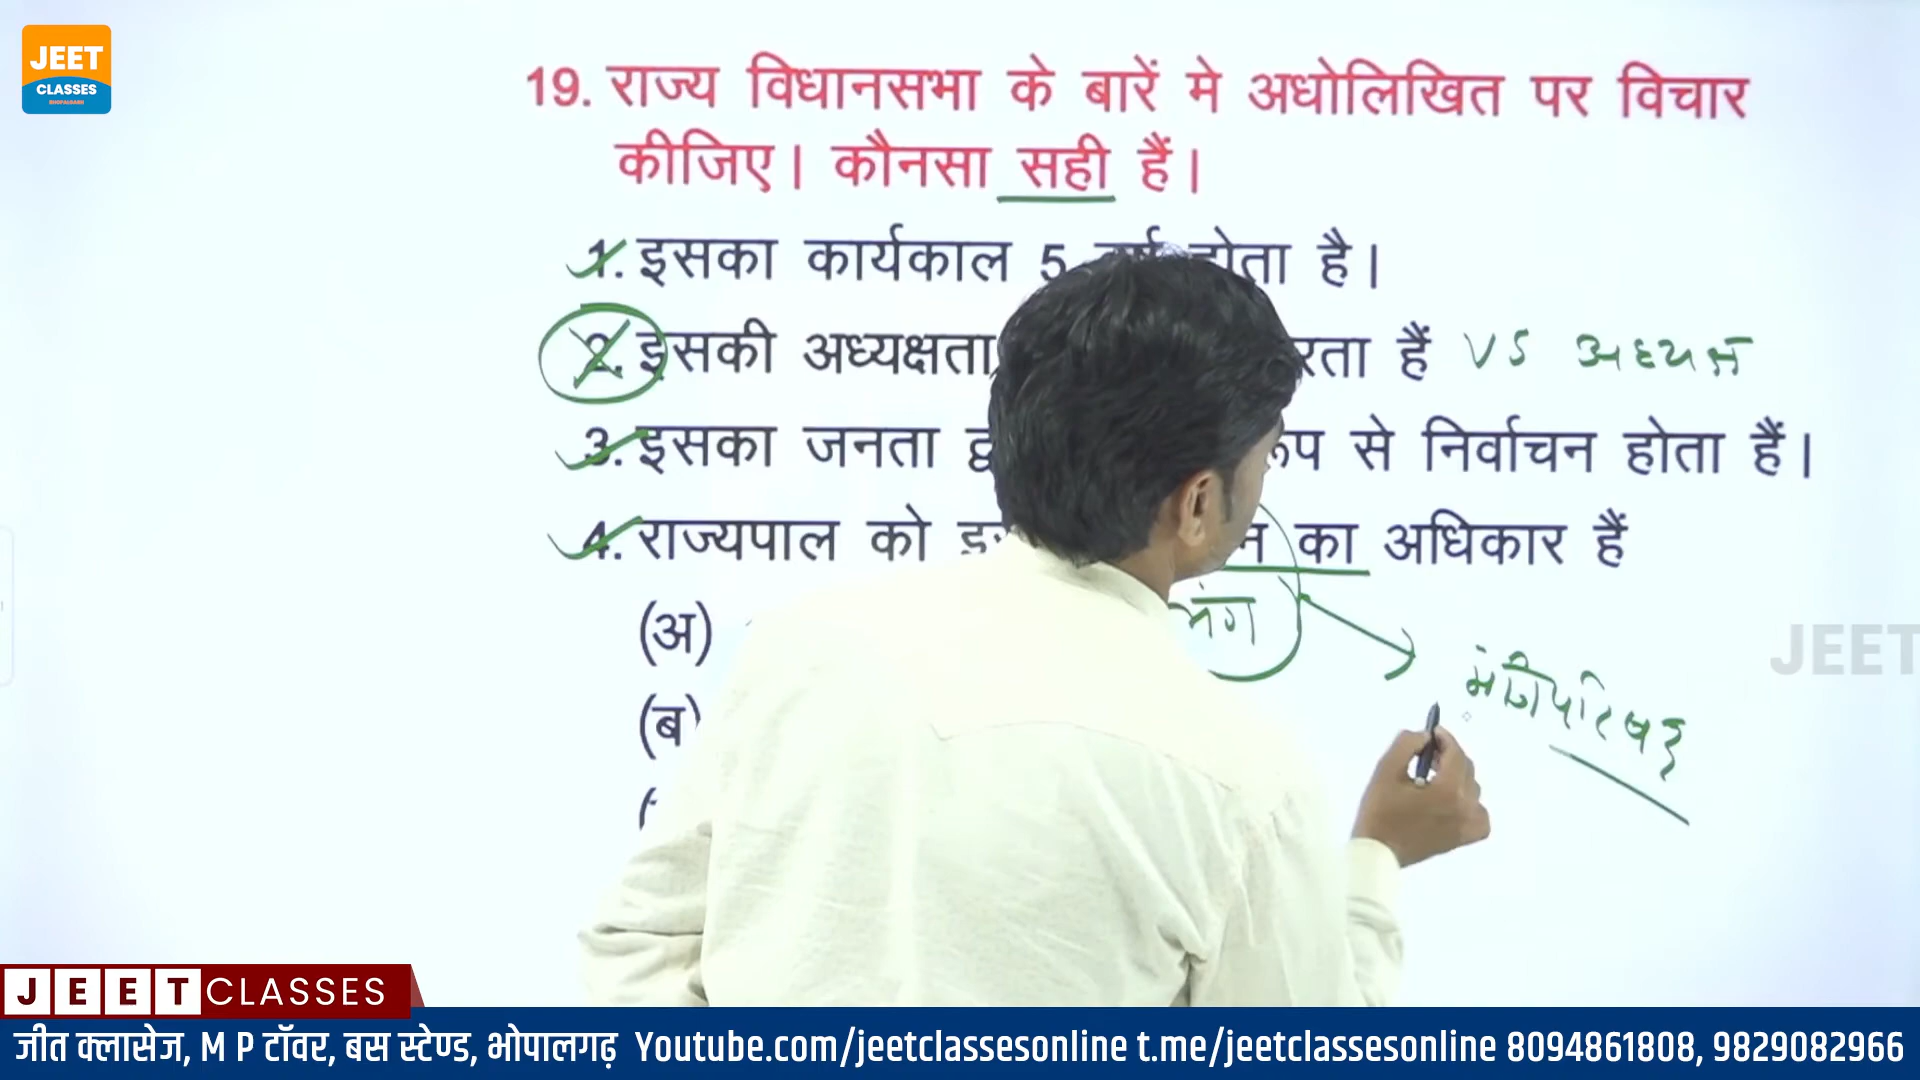 JEET
CLASSES
19. राज्य विधानसभा के बारें मे अधोलिखित पर विचार
कीजिए। कौनसा सही हैं।
1. इसका कार्यकाल 5 वर्ष होता है।
2. इसकी अध्यक्षता रता हैं vs अध्यक्ष
3. इसका जनता द्व रूप से निर्वाचन होता हैं।
4. राज्यपाल को इस न का अधिकार हैं
(अ)
भंग
मंत्रिपरिषद्
(ब)
JEET
JEET CLASSES
जीत क्लासेज, M P टॉवर, बस स्टेण्ड, भोपालगढ़ Youtube.com/jeetclassesonline t.me/jeetclassesonline 8094861808, 9829082966